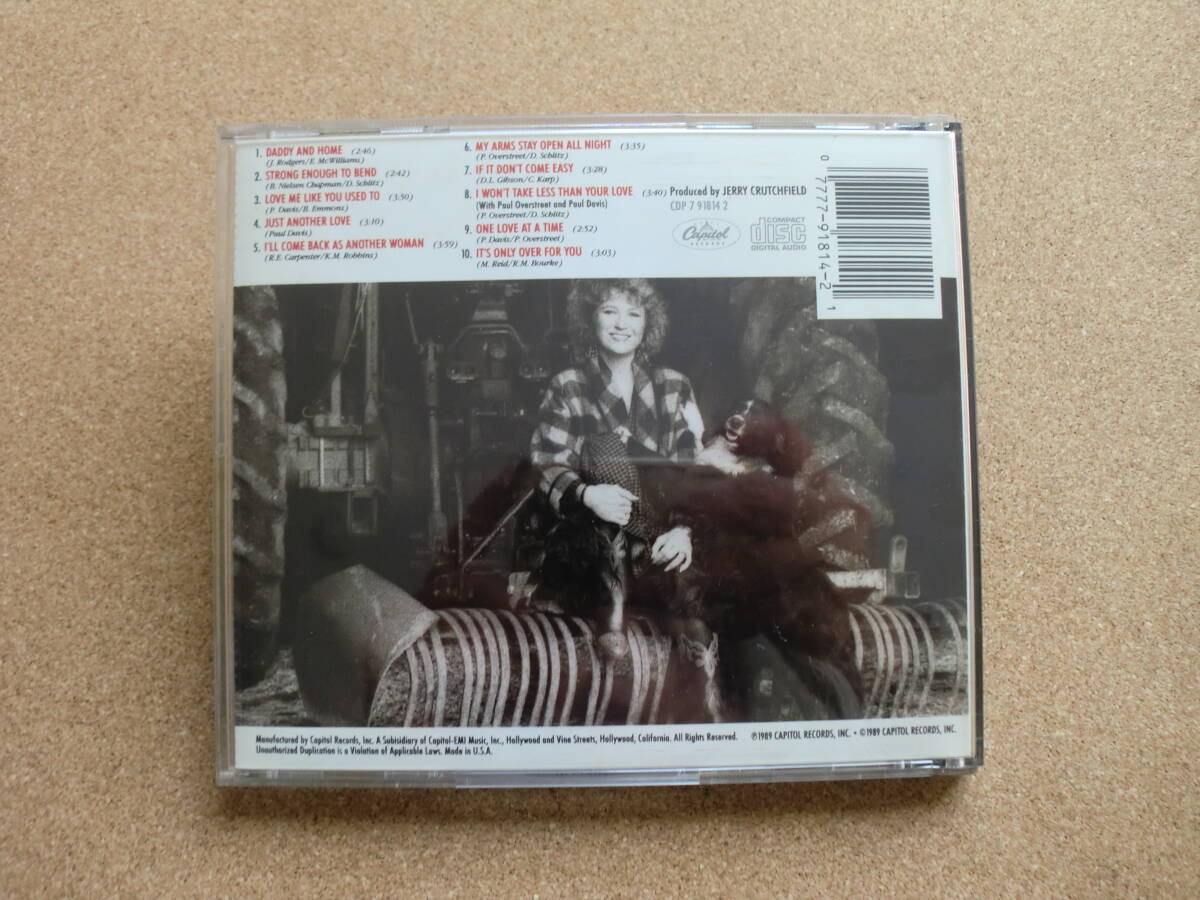 1. DADDY AND HOME (2:46)
(J. Rodgers/E. McWilliams)
2. STRONG ENOUGH TO BEND (2:42)
(B. Nielsen Chapman/D. Schlitz)
3. LOVE ME LIKE YOU USED TO (3:50)
(P. Davis/B. Emmons)
4. JUST ANOTHER LOVE (3:10)
(Paul Davis)
5. I'LL COME BACK AS ANOTHER WOMAN (3:59)
(R.E. Carpenter/K.M. Robbins)
6. MY ARMS STAY OPEN ALL NIGHT (3:35)
(P. Overstreet/D. Schlitz)
7. IF IT DON'T COME EASY (3:28)
(D.L. Gibson/C. Karp)
8. I WON'T TAKE LESS THAN YOUR LOVE (3:40)
(With Paul Overstreet and Paul Davis)
(P. Overstreet/D. Schlitz)
9. ONE LOVE AT A TIME (2:52)
(P. Davis/P. Overstreet)
10. IT'S ONLY OVER FOR YOU (3:03)
(M. Reid/R.M. Bourke)
Produced by JERRY CRUTCHFIELD
CDP 7 91814 2
Capitol
RECORDS
COMPACT
disc
DIGITAL AUDIO
0 7777-91814-2 1
Manufactured by Capitol Records, Inc. A Subisidiary of Capitol-EMI Music, Inc., Hollywood and Vine Streets, Hollywood, California. All Rights Reserved. ℗1989 CAPITOL RECORDS, INC. • ©1989 CAPITOL RECORDS, INC.
Unauthorized Duplication is a Violation of Applicable Laws. Made in U.S.A.